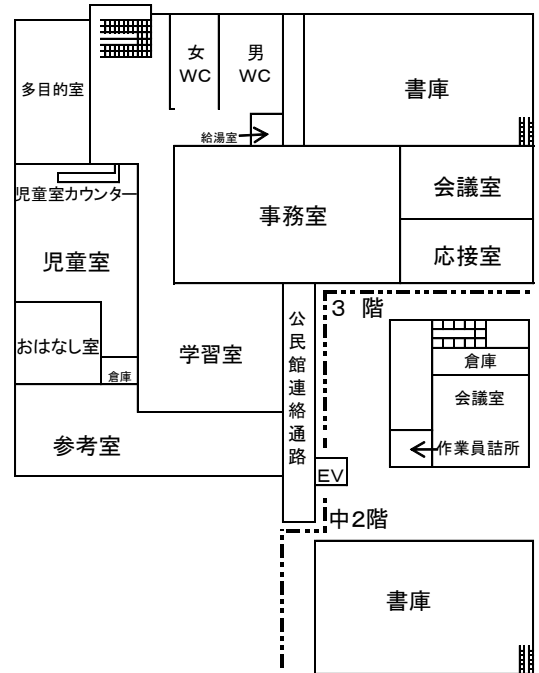 女
WC
男
WC
多目的室
書庫
給湯室
児童室カウンター
事務室
会議室
児童室
応接室
3 階
公民館連絡通路
おはなし室
学習室
倉庫
倉庫
会議室
参考室
作業員詰所
EV
中2階
書庫